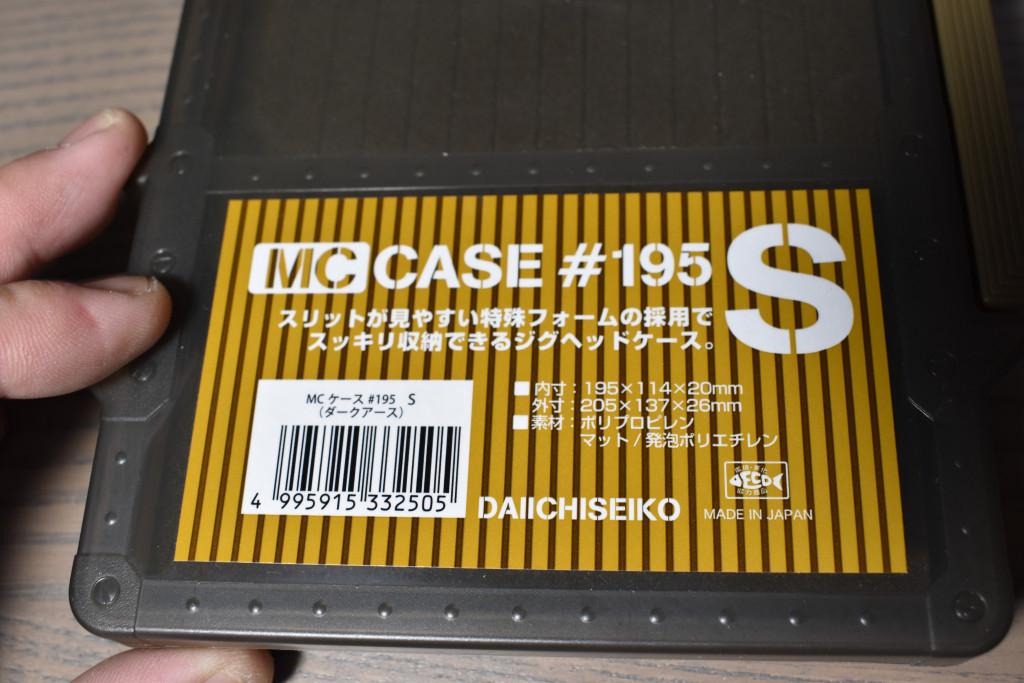 MC CASE #195 S
スリットが見やすい特殊フォームの採用で
スッキリ収納できるジグヘッドケース。
MC ケース #195 S
(ダークアース)
4 995915 332505
■内寸:195×114×20mm
外寸:205×137×26mm
■素材:ポリプロピレン
マット/発泡ポリエチレン
DAIICHISEIKO
ECO
MADE IN JAPAN